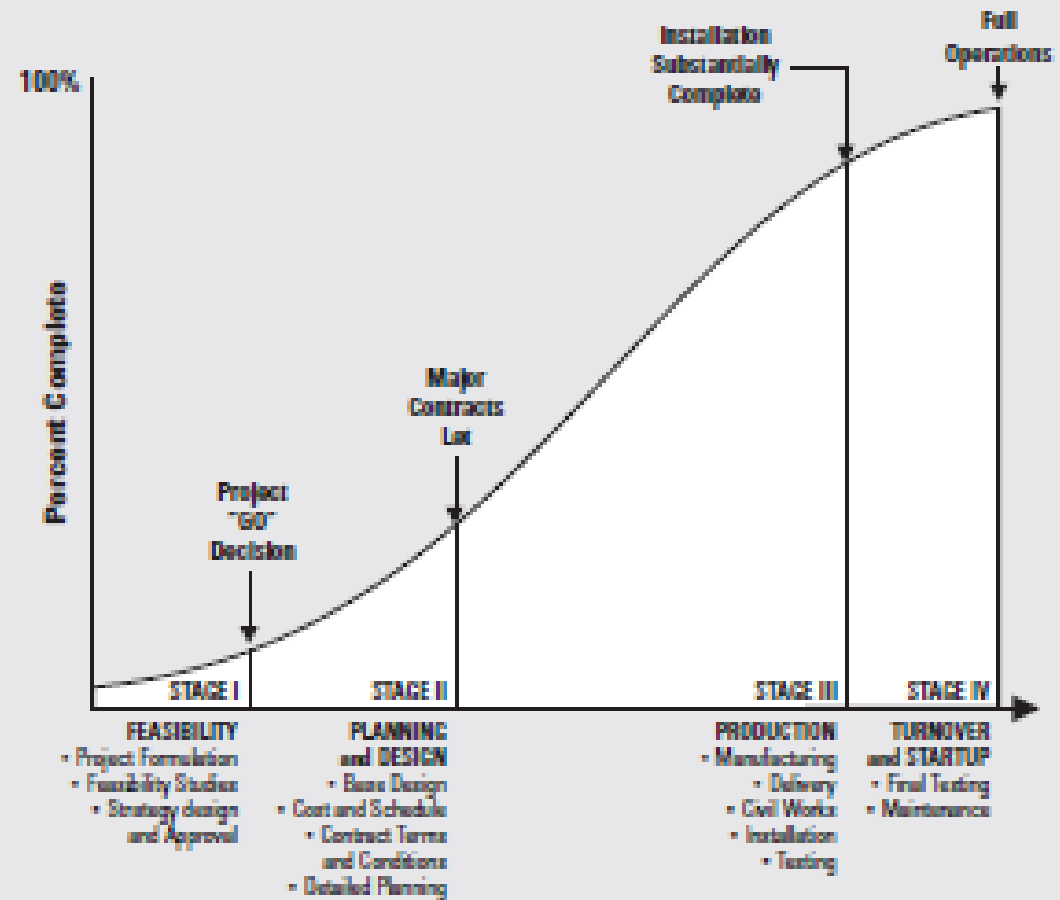 Full
Operations
Installation
Substantially
Complete
100%
Major
Contracts
Let
Project
"GO"
Decision
Percent Complete
STAGE I
STAGE II
STAGE III
STAGE IV
FEASIBILITY
• Project Formulation
• Feasibility Studies
• Strategy design
and Approval
PLANNING
and DESIGN
• Base Design
• Cost and Schedule
• Contract Terms
and Conditions
• Detailed Planning
PRODUCTION
• Manufacturing
• Delivery
• Civil Works
• Installation
• Testing
TURNOVER
and STARTUP
• Final Testing
• Maintenance